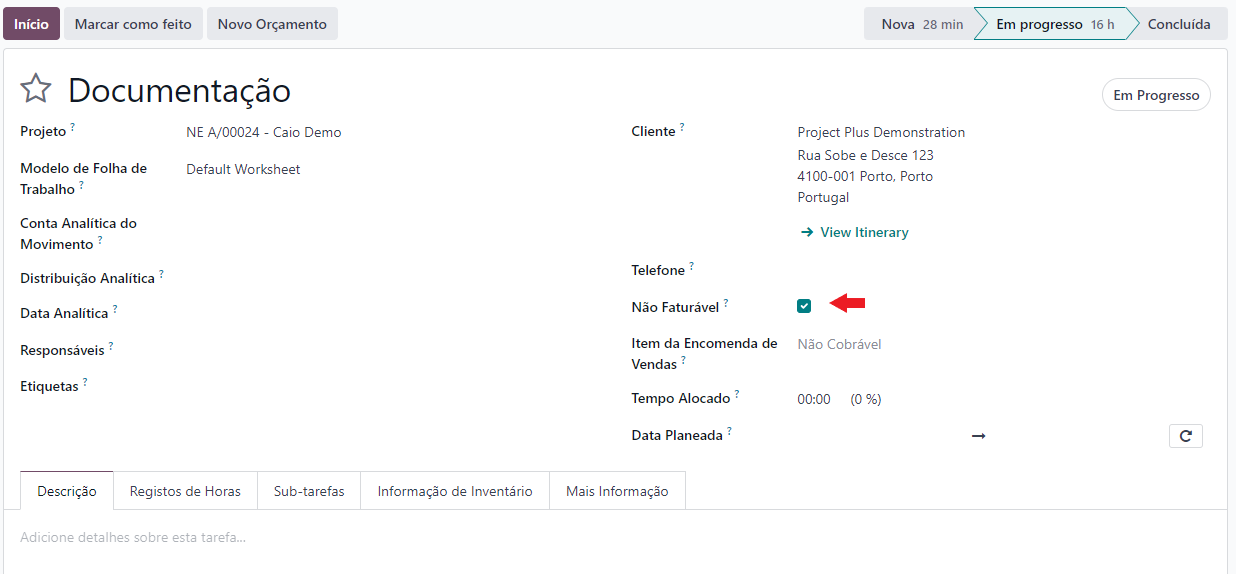 Início Marcar como feito Novo Orçamento Nova 28 min Em progresso 16 h Concluída
Documentação
Em Progresso
Projeto ? NE A/00024 - Caio Demo
Modelo de Folha de
Trabalho ? Default Worksheet
Conta Analítica do
Movimento ?
Distribuição Analítica ?
Data Analítica ?
Responsáveis ?
Etiquetas ?
Cliente ? Project Plus Demonstration
Rua Sobe e Desce 123
4100-001 Porto, Porto
Portugal
→ View Itinerary
Telefone ?
Não Faturável ?
Item da Encomenda de
Vendas ? Não Cobrável
Tempo Alocado ? 00:00 (0 %)
Data Planeada ? →
Descrição Registos de Horas Sub-tarefas Informação de Inventário Mais Informação
Adicione detalhes sobre esta tarefa...